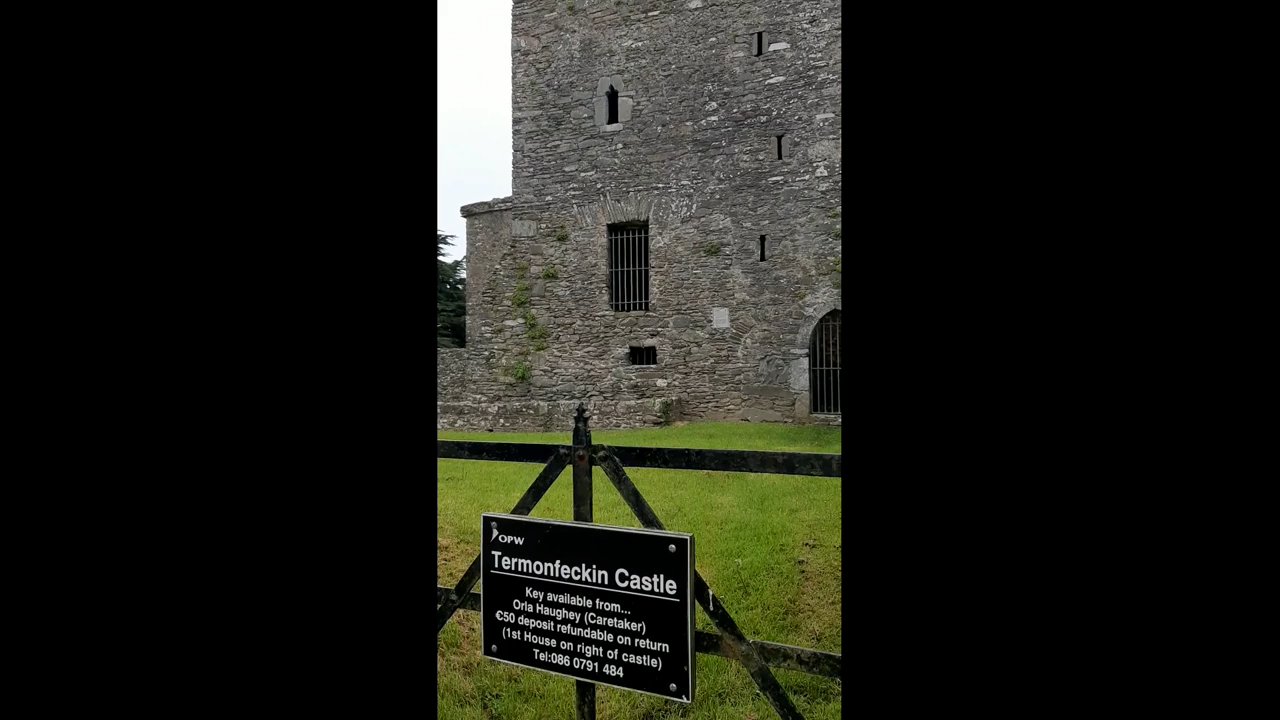 OPW
Termonfeckin Castle
Key available from...
Orla Haughey (Caretaker)
€50 deposit refundable on return
(1st House on right of castle)
Tel:086 0791 484